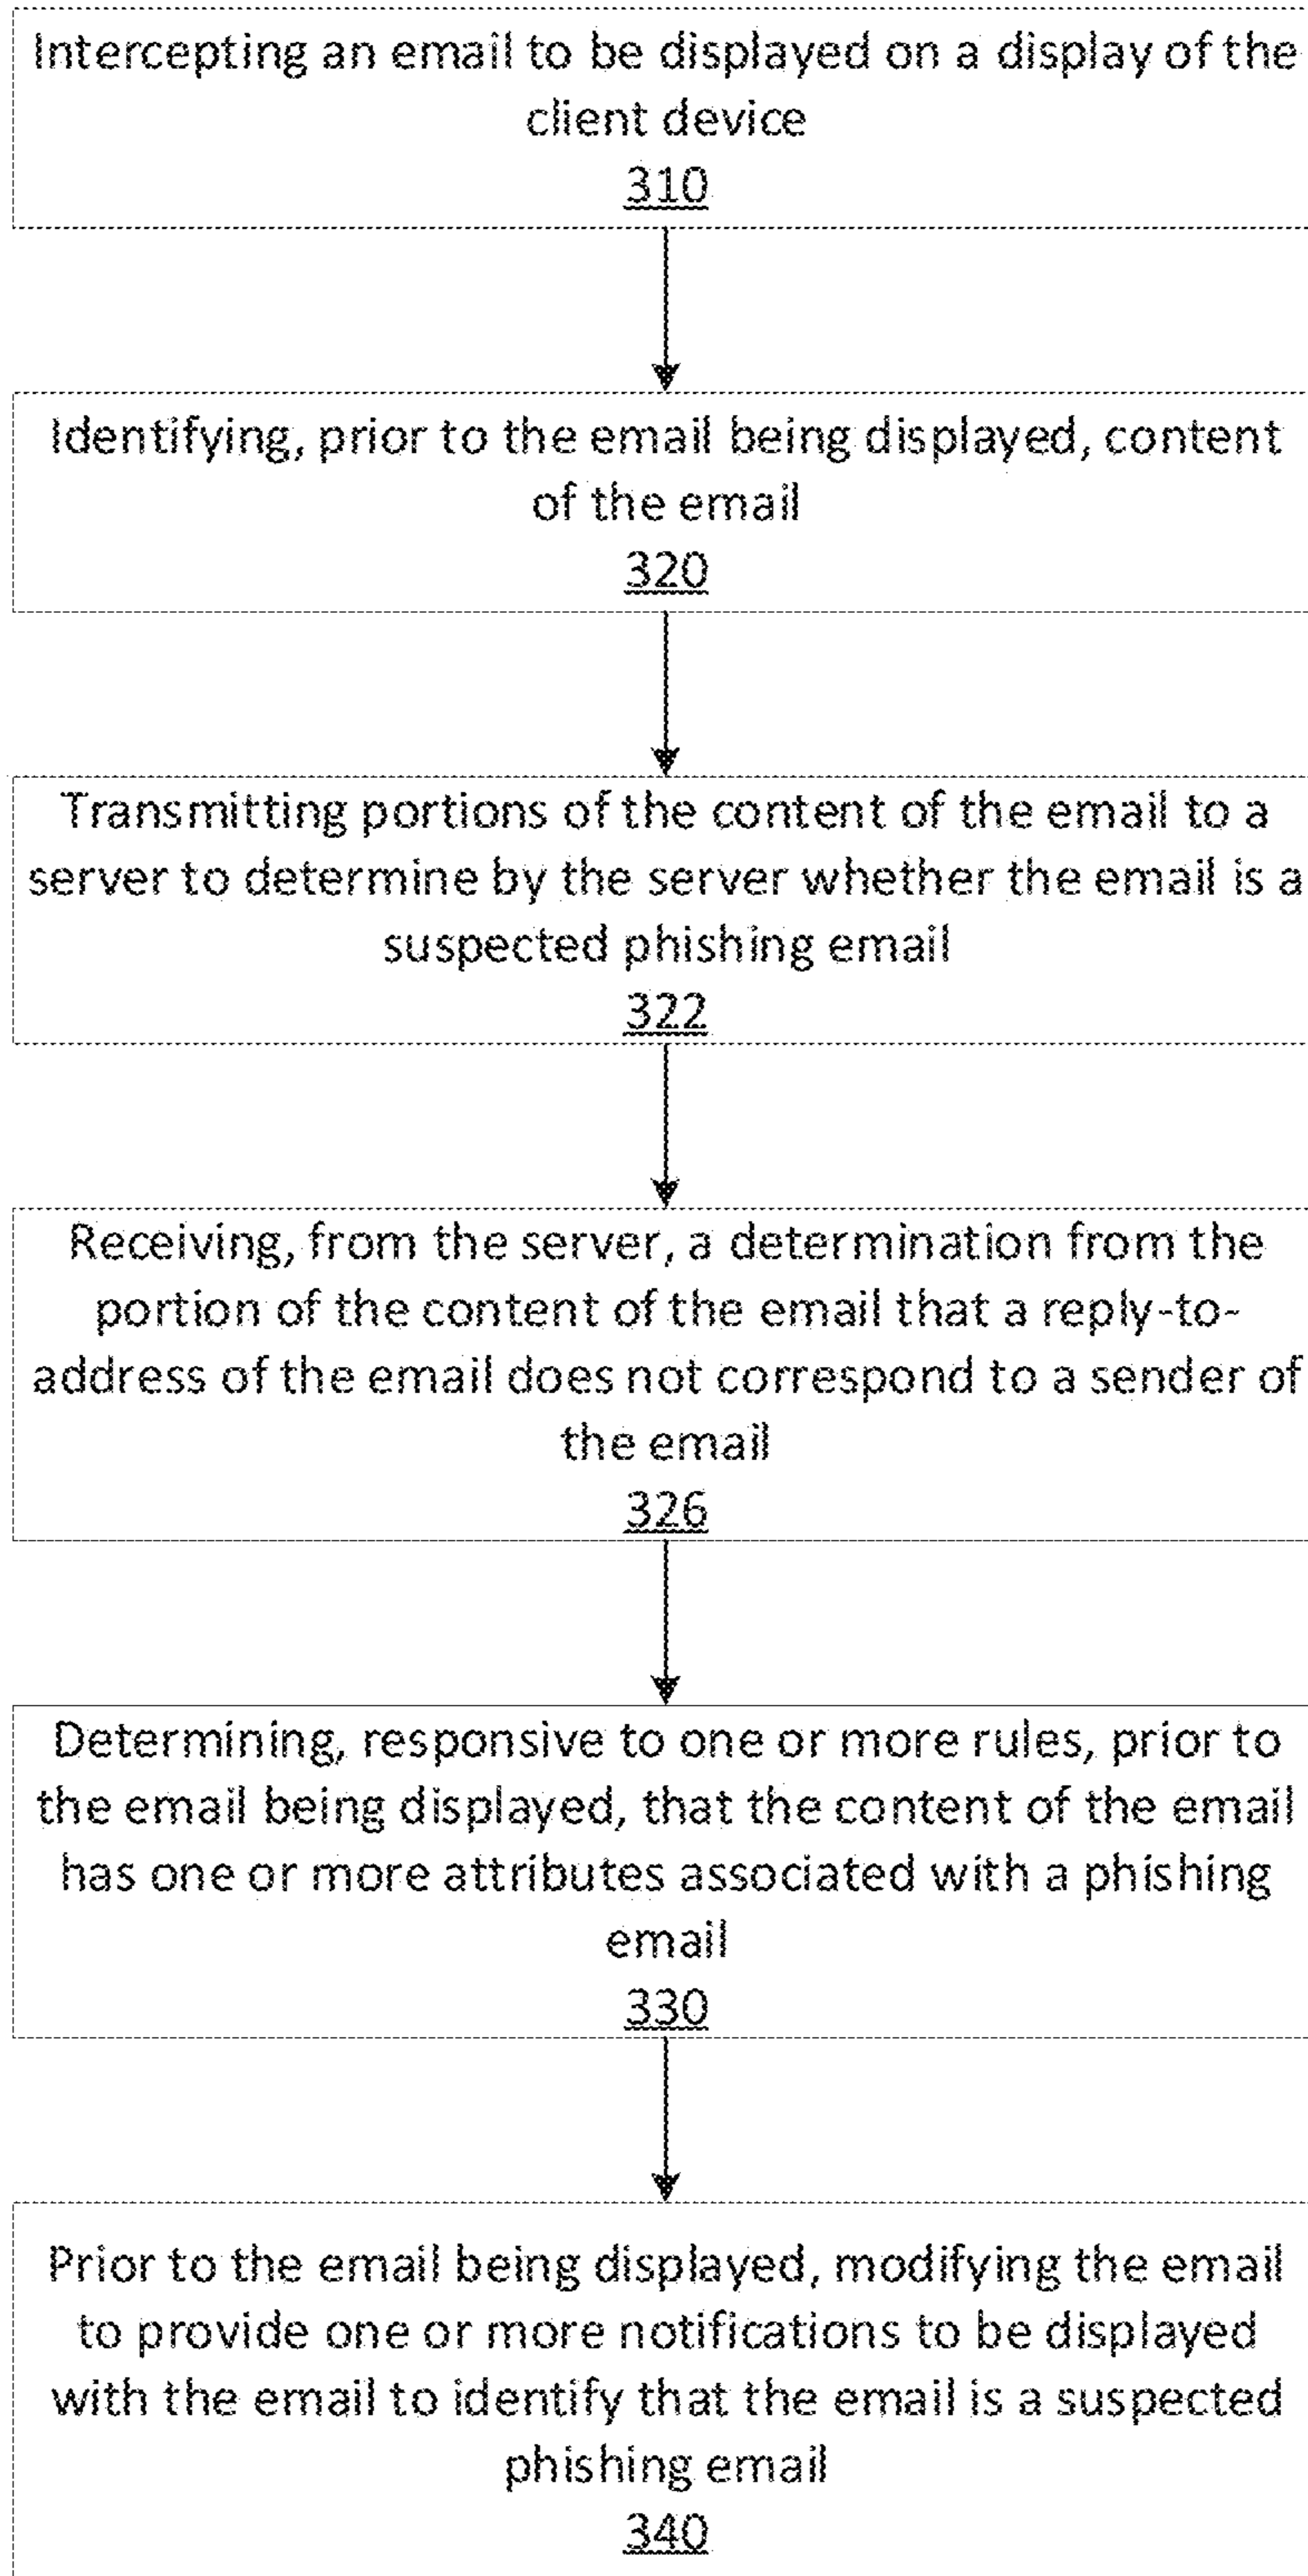 Intercepting an email to be displayed on a display of the
client device
310
Identifying, prior to the email being displayed, content
of the email
320
Transmitting portions of the content of the email to a
server to determine by the server whether the email is a
suspected phishing email
322
Receiving, from the server, a determination from the
portion of the content of the email that a reply-to-
address of the email does not correspond to a sender of
the email
326
Determining, responsive to one or more rules, prior to
the email being displayed, that the content of the email
has one or more attributes associated with a phishing
email
330
Prior to the email being displayed, modifying the email
to provide one or more notifications to be displayed
with the email to identify that the email is a suspected
phishing email
340